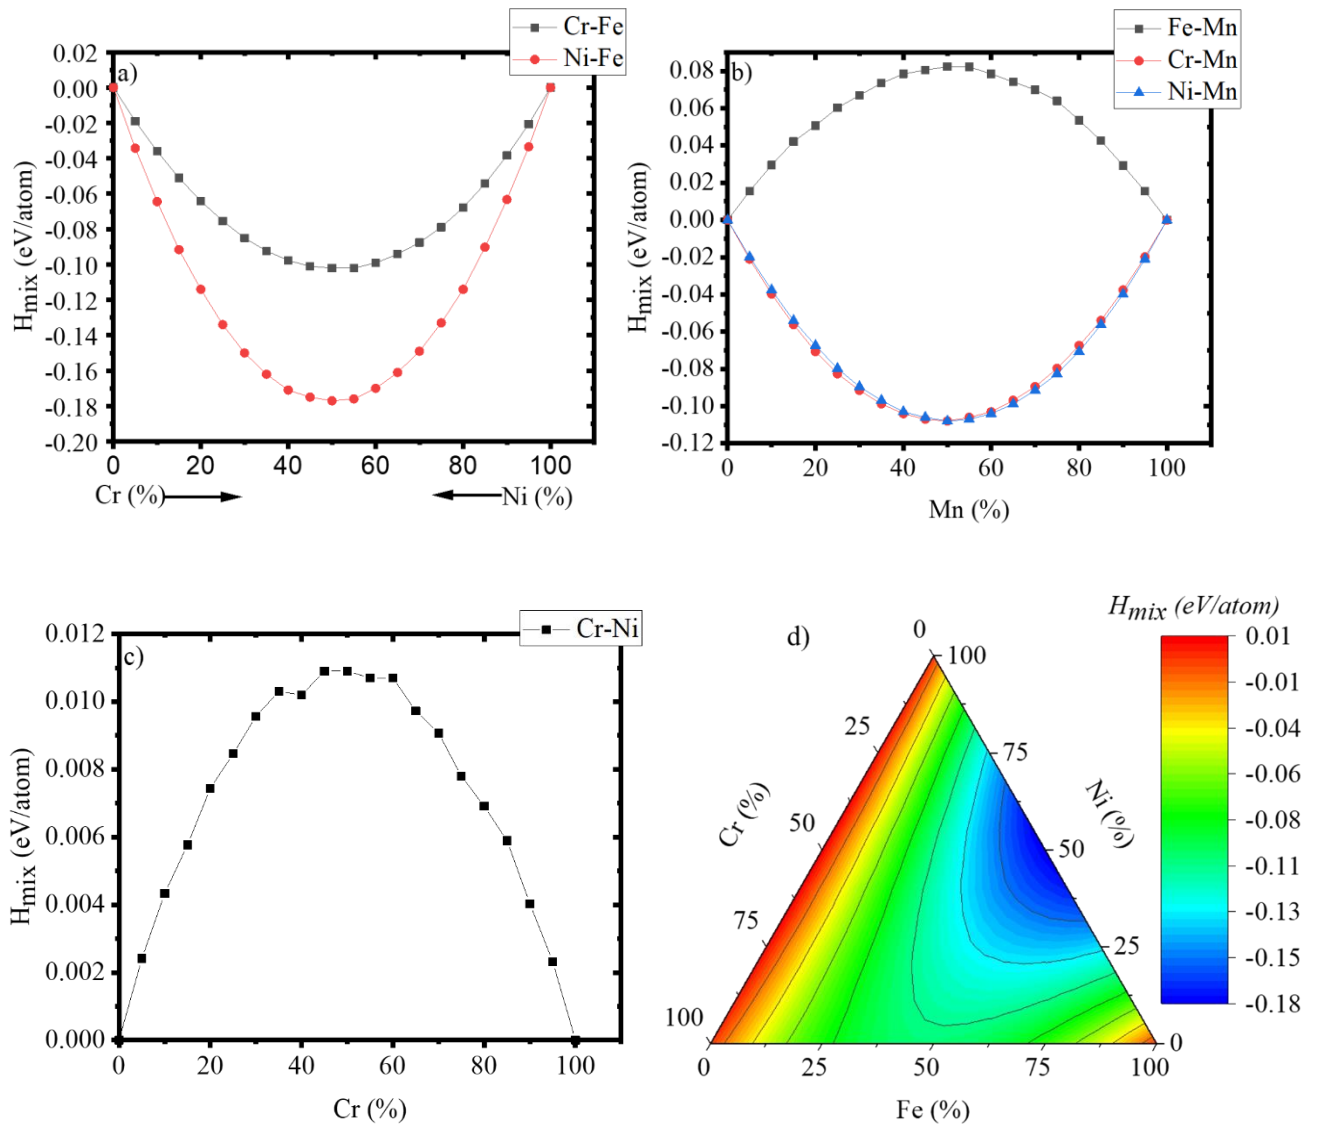 Cr-Fe
Ni-Fe
a)
0.02
0.00
-0.02
-0.04
-0.06
-0.08
-0.10
-0.12
-0.14
-0.16
-0.18
-0.20
Hmix (eV/atom)
0 20 40 60 80 100
Cr (%) Ni (%)
Fe-Mn
Cr-Mn
Ni-Mn
b)
0.08
0.06
0.04
0.02
0.00
-0.02
-0.04
-0.06
-0.08
-0.10
-0.12
Hmix (eV/atom)
0 20 40 60 80 100
Mn (%)
Cr-Ni
c)
0.012
0.010
0.008
0.006
0.004
0.002
0.000
Hmix (eV/atom)
0 20 40 60 80 100
Cr (%)
d)
Hmix (eV/atom)
0
25
50
75
100
Cr (%)
100
75
50
25
0
Ni (%)
0 25 50 75 100
Fe (%)
0.01
-0.01
-0.04
-0.06
-0.08
-0.11
-0.13
-0.15
-0.18